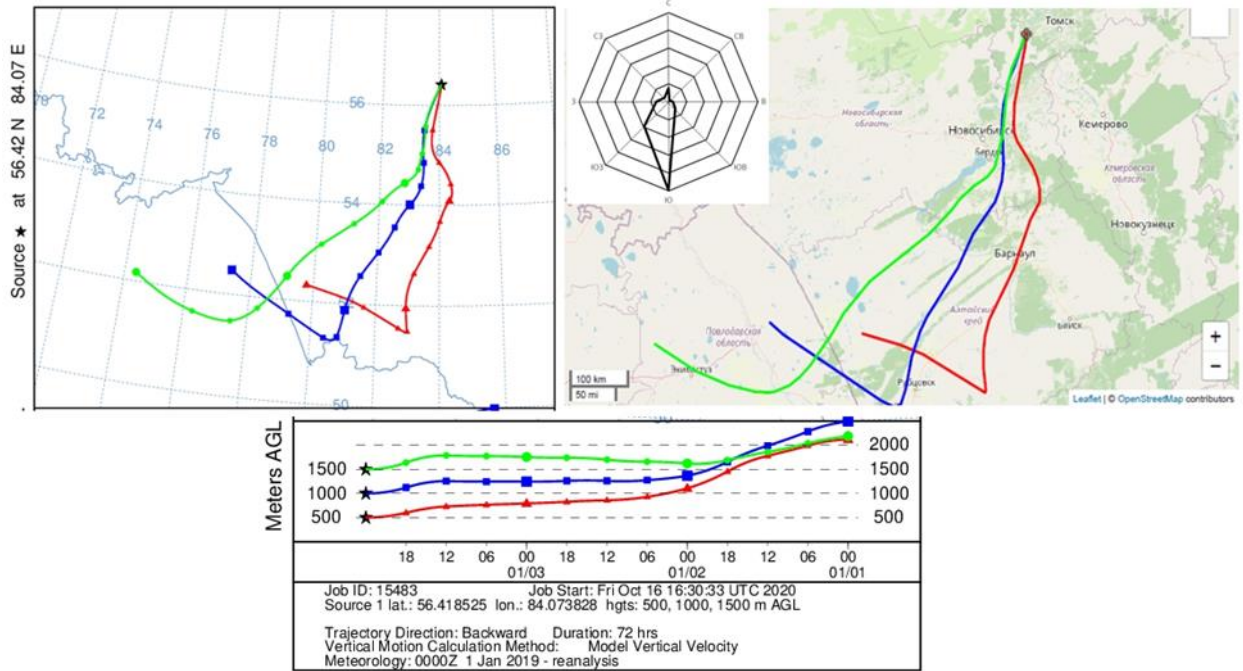 Source ★ at 56.42 N 84.07 E
70
72
74
76
78
80
82
84
86
56
54
50
С
СВ
В
ЮВ
Ю
ЮЗ
З
СЗ
Томск
Новосибирская
область
Новосибирск
Бердск
Кемерово
Кемеровская
область
Новокузнецк
Барнаул
Алтайский
край
Бийск
Павлодарская
область
Экибастуз
Рубцовск
100 km
50 mi
+
−
Leaflet | © OpenStreetMap contributors
Meters AGL
1500
1000
500
2000
1500
1000
500
18 12 06 00 18 12 06 00 18 12 06 00
01/03 01/02 01/01
Job ID: 15483 Job Start: Fri Oct 16 16:30:33 UTC 2020
Source 1 lat.: 56.418525 lon.: 84.073828 hgts: 500, 1000, 1500 m AGL
Trajectory Direction: Backward Duration: 72 hrs
Vertical Motion Calculation Method: Model Vertical Velocity
Meteorology: 0000Z 1 Jan 2019 - reanalysis